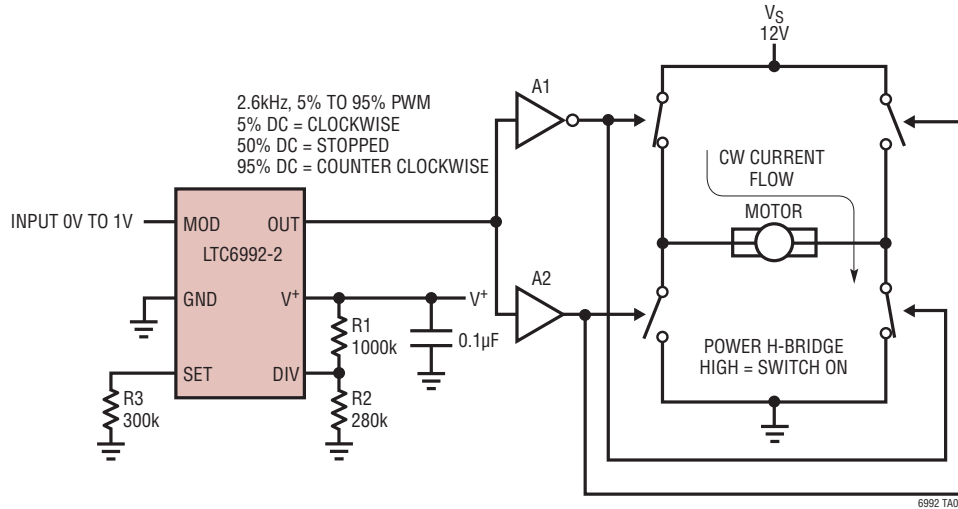 VS
12V
A1
2.6kHz, 5% TO 95% PWM
5% DC = CLOCKWISE
50% DC = STOPPED
95% DC = COUNTER CLOCKWISE
CW CURRENT
FLOW
MOTOR
INPUT 0V TO 1V
MOD
OUT
LTC6992-2
GND
V+
V+
A2
R1
1000k
0.1µF
POWER H-BRIDGE
HIGH = SWITCH ON
SET
DIV
R3
300k
R2
280k
6992 TA0